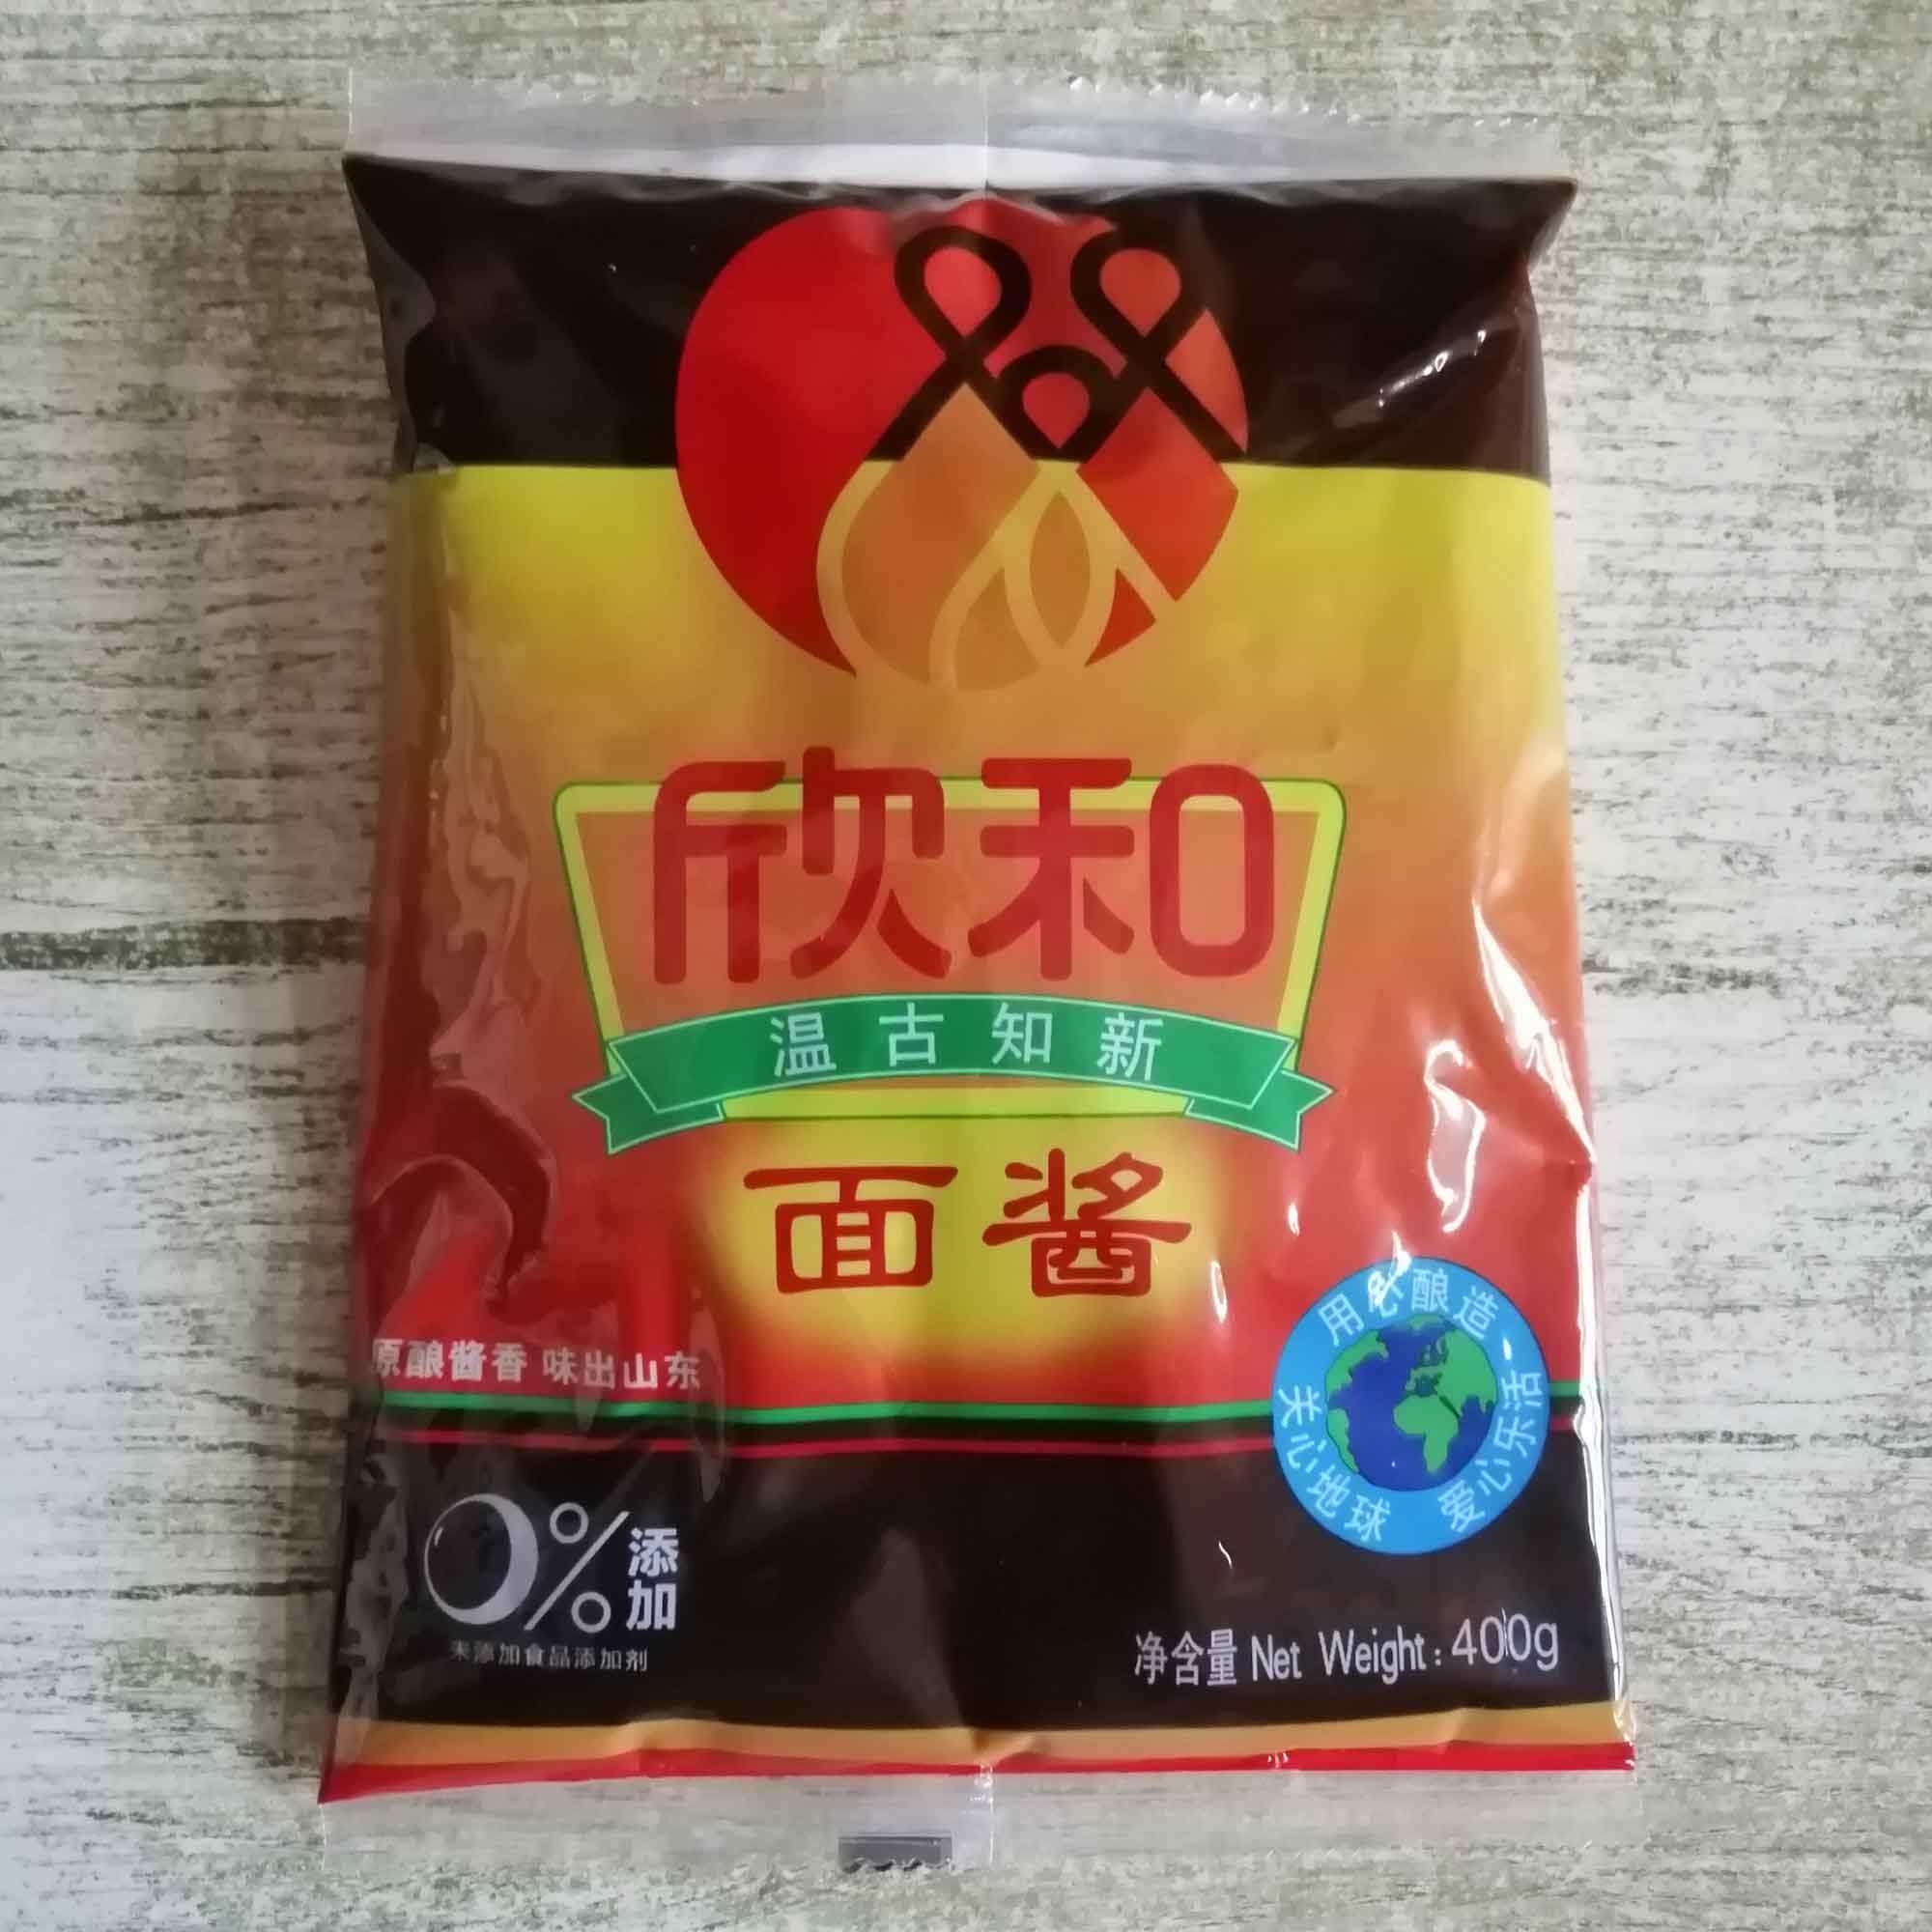 欣和
温古知新
面酱
原酿酱香 味出山东
用心酿造
关心地球 爱心乐活
0%添加
未添加食品添加剂
净含量 Net Weight：400g